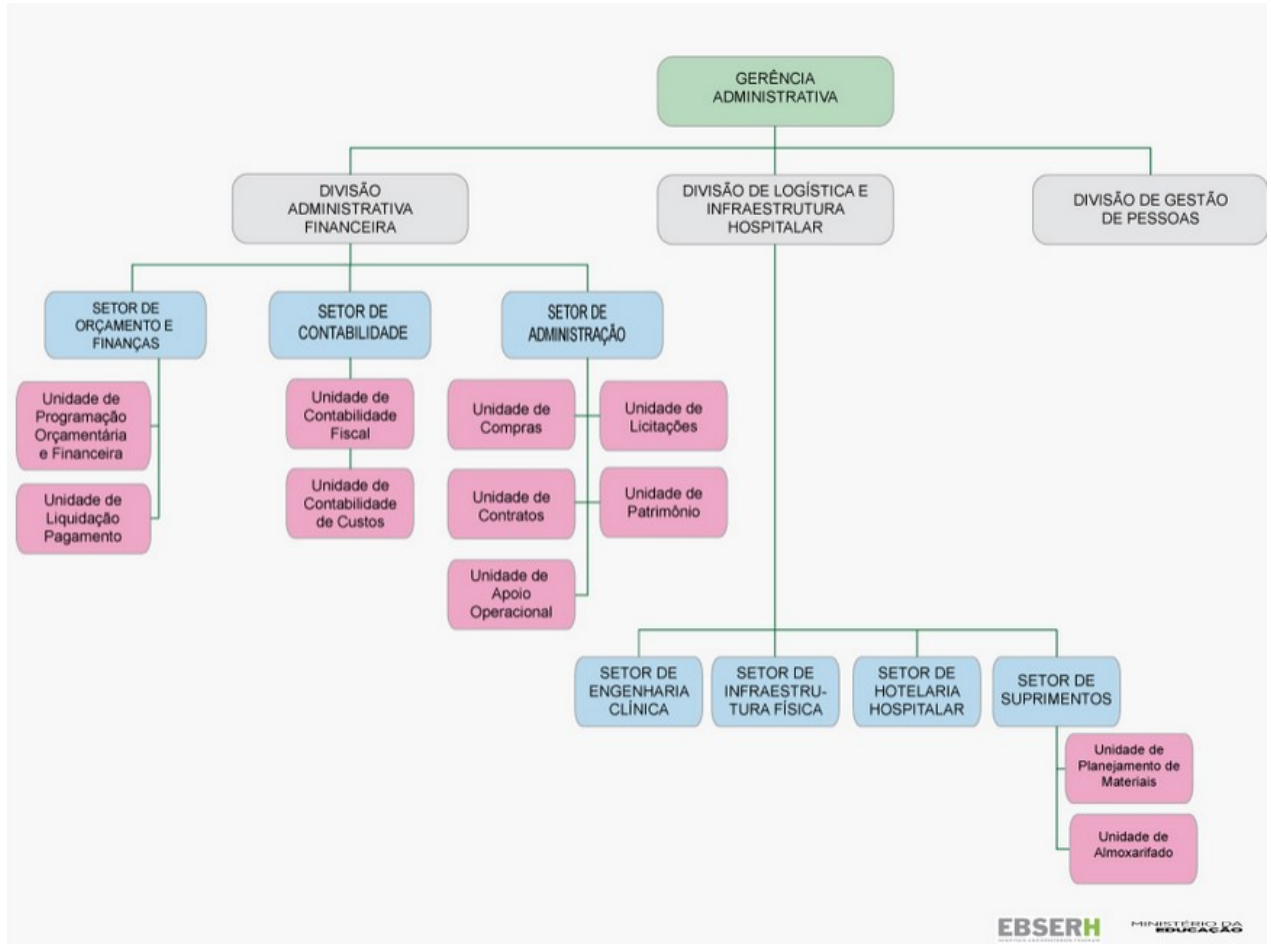 GERÊNCIA
ADMINISTRATIVA
DIVISÃO
ADMINISTRATIVA
FINANCEIRA
DIVISÃO DE LOGÍSTICA E
INFRAESTRUTURA
HOSPITALAR
DIVISÃO DE GESTÃO
DE PESSOAS
SETOR DE
ORÇAMENTO E
FINANÇAS
SETOR DE
CONTABILIDADE
SETOR DE
ADMINISTRAÇÃO
Unidade de
Programação
Orçamentária
e Financeira
Unidade de
Liquidação
Pagamento
Unidade de
Contabilidade
Fiscal
Unidade de
Contabilidade
de Custos
Unidade de
Compras
Unidade de
Licitações
Unidade de
Contratos
Unidade de
Patrimônio
Unidade de
Apoio
Operacional
SETOR DE
ENGENHARIA
CLÍNICA
SETOR DE
INFRAESTRU-
TURA FÍSICA
SETOR DE
HOTELARIA
HOSPITALAR
SETOR DE
SUPRIMENTOS
Unidade de
Planejamento de
Materiais
Unidade de
Almoxarifado
EBSERH
HOSPITAIS UNIVERSITÁRIOS FEDERAIS
MINISTÉRIO DA
EDUCAÇÃO